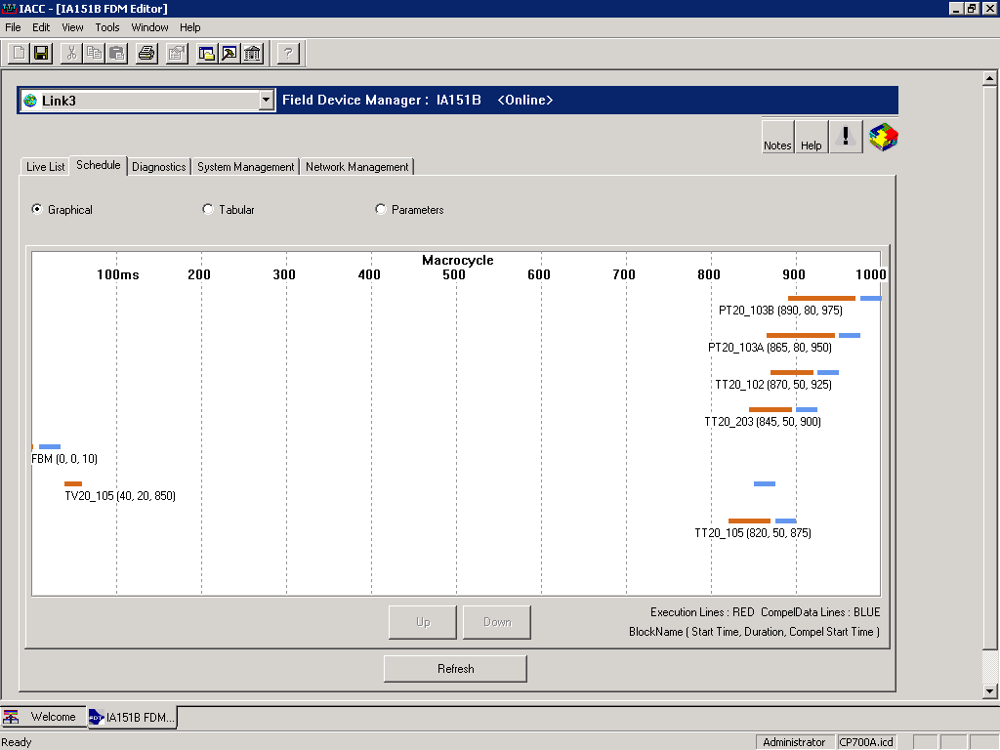 IACC - [IA151B FDM Editor]
File Edit View Tools Window Help
Link3
Field Device Manager : IA151B <Online>
Notes Help
Live List Schedule Diagnostics System Management Network Management
Graphical Tabular Parameters
Macrocycle
100ms 200 300 400 500 600 700 800 900 1000
PT20_103B (890, 80, 975)
PT20_103A (865, 80, 950)
TT20_102 (870, 50, 925)
TT20_203 (845, 50, 900)
FBM (0, 0, 10)
TV20_105 (40, 20, 850)
TT20_105 (820, 50, 875)
Up Down
Execution Lines : RED CompelData Lines : BLUE
BlockName ( Start Time, Duration, Compel Start Time )
Refresh
Welcome IA151B FDM...
Ready Administrator CP700A.icd